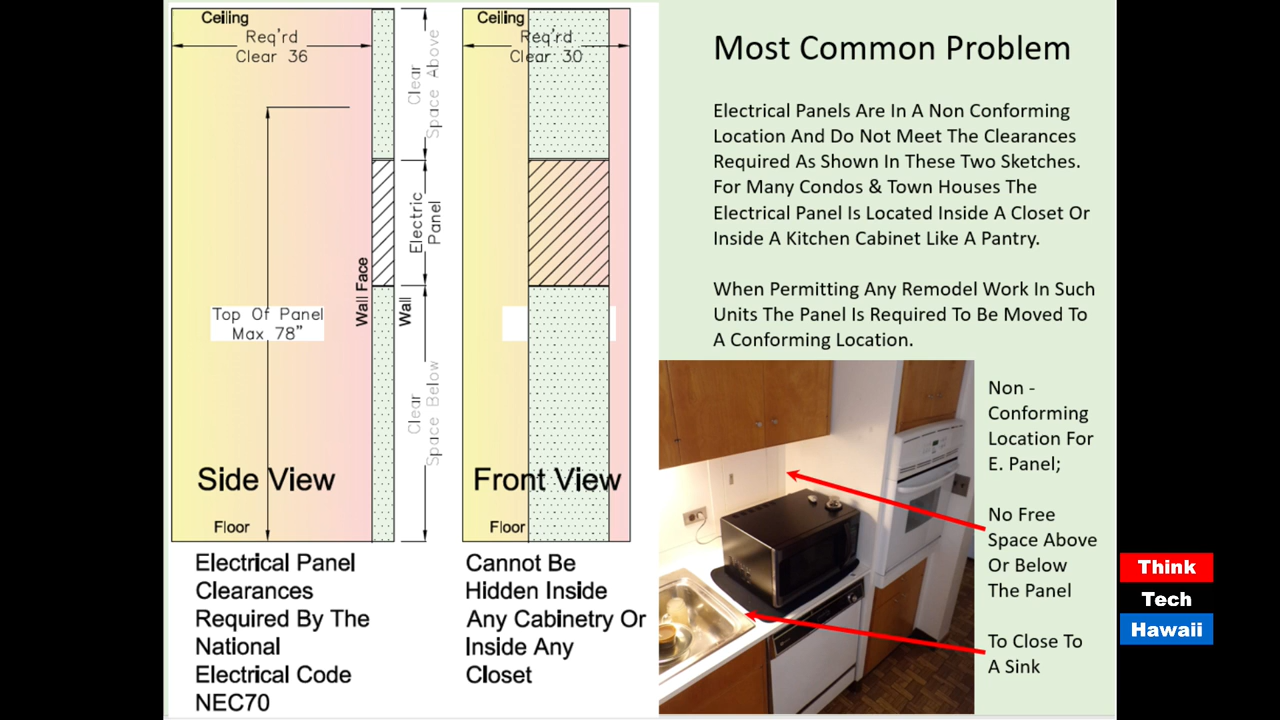 Ceiling
Req'rd
Clear 36
Clear
Space Above
Top Of Panel
Max 78”
Wall Face
Wall
Electric
Panel
Clear
Space Below
Side View
Floor
Electrical Panel
Clearances
Required By The
National
Electrical Code
NEC70
Ceiling
Req'rd
Clear 30
Front View
Floor
Cannot Be
Hidden Inside
Any Cabinetry Or
Inside Any
Closet
Most Common Problem
Electrical Panels Are In A Non Conforming
Location And Do Not Meet The Clearances
Required As Shown In These Two Sketches.
For Many Condos & Town Houses The
Electrical Panel Is Located Inside A Closet Or
Inside A Kitchen Cabinet Like A Pantry.
When Permitting Any Remodel Work In Such
Units The Panel Is Required To Be Moved To
A Conforming Location.
Non -
Conforming
Location For
E. Panel;
No Free
Space Above
Or Below
The Panel
To Close To
A Sink
Think
Tech
Hawaii